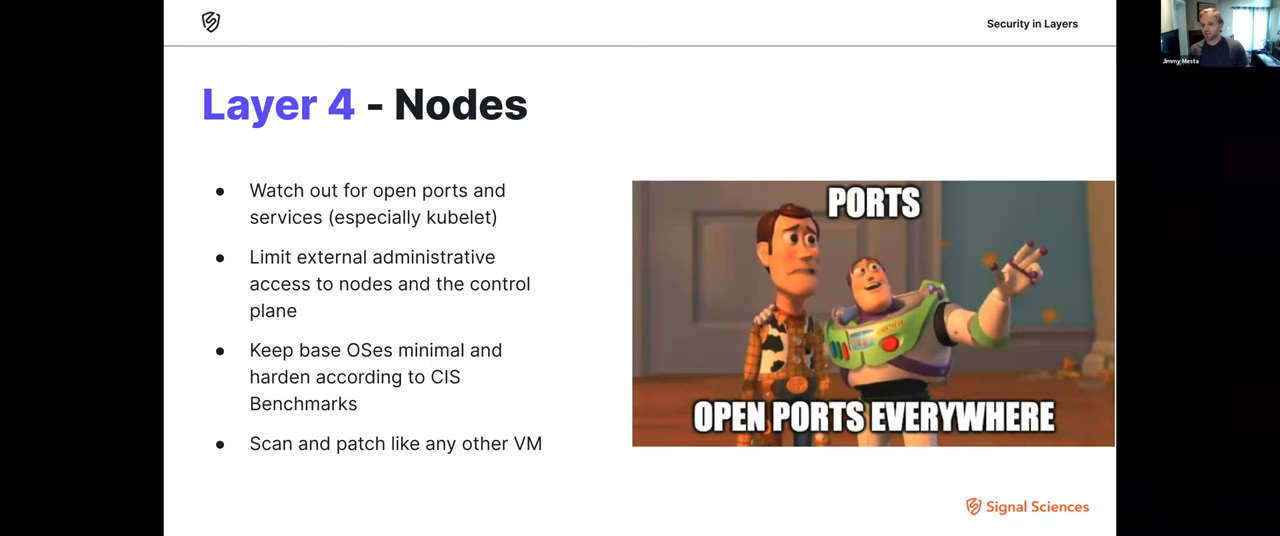 Security in Layers
Jimmy Mesta
Layer 4 - Nodes
● Watch out for open ports and
services (especially kubelet)
● Limit external administrative
access to nodes and the control
plane
● Keep base OSes minimal and
harden according to CIS
Benchmarks
● Scan and patch like any other VM
PORTS
OPEN PORTS EVERYWHERE
Signal Sciences